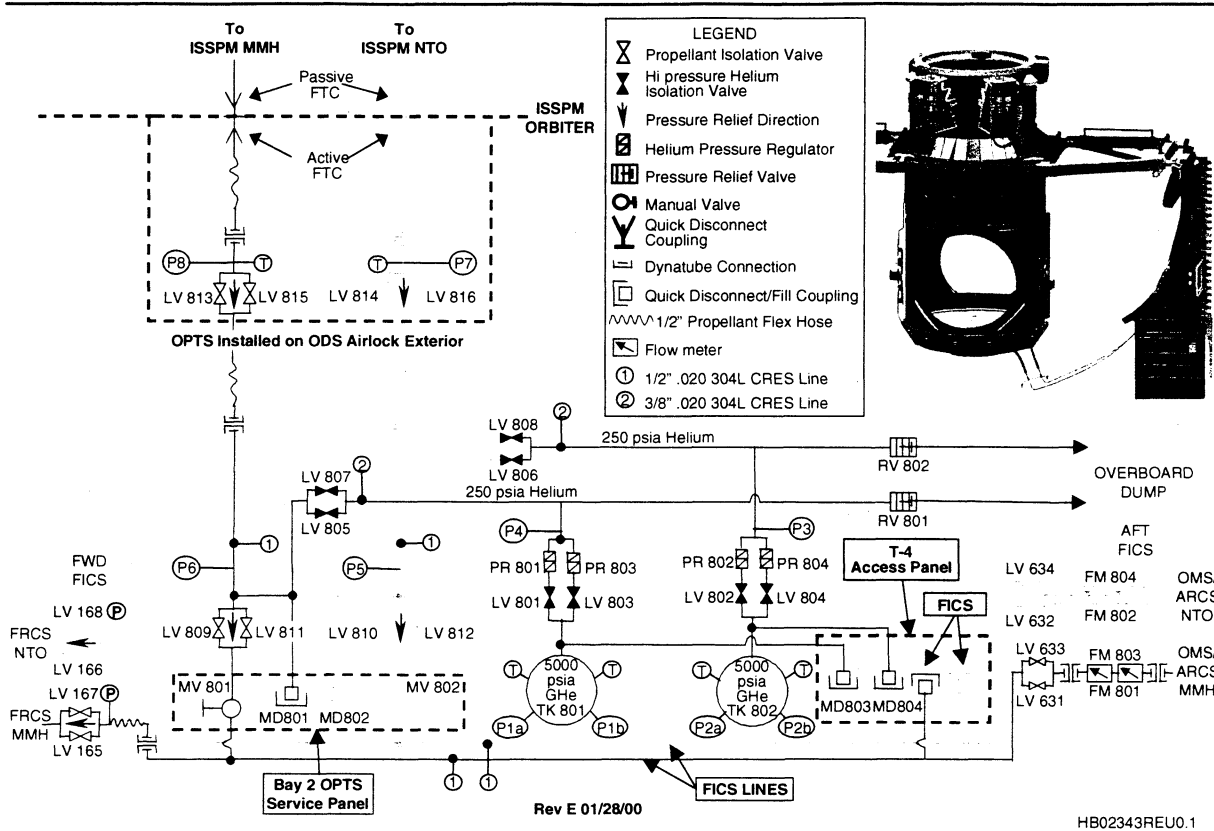 To
ISSPM MMH
To
ISSPM NTO
Passive
FTC
ISSPM
ORBITER
Active
FTC
P8
T
T
P7
LV 813
LV 815
LV 814
LV 816
OPTS Installed on ODS Airlock Exterior
LEGEND
Propellant Isolation Valve
Hi pressure Helium
Isolation Valve
Pressure Relief Direction
Helium Pressure Regulator
Pressure Relief Valve
Manual Valve
Quick Disconnect
Coupling
Dynatube Connection
Quick Disconnect/Fill Coupling
1/2" Propellant Flex Hose
Flow meter
1 1/2" .020 304L CRES Line
2 3/8" .020 304L CRES Line
LV 808
2
250 psia Helium
LV 806
RV 802
LV 807
2
250 psia Helium
LV 805
RV 801
OVERBOARD
DUMP
1
1
P4
P3
P6
P5
PR 801
PR 803
PR 802
PR 804
LV 801
LV 803
LV 802
LV 804
T-4
Access Panel
FICS
AFT
FICS
LV 634
FM 804
OMS/
ARCS
NTO
LV 632
FM 802
LV 633
FM 803
OMS/
ARCS
MMH
LV 631
FM 801
FWD
FICS
LV 168 P
FRCS
NTO
LV 166
LV 167 P
FRCS
MMH
LV 165
LV 809
LV 811
LV 810
LV 812
MV 801
MV 802
MD801
MD802
T
5000
psia
GHe
TK 801
T
P1a
P1b
T
5000
psia
GHe
TK 802
T
P2a
P2b
MD803
MD804
1
1
Bay 2 OPTS
Service Panel
FICS LINES
Rev E 01/28/00
HB02343REU0.1